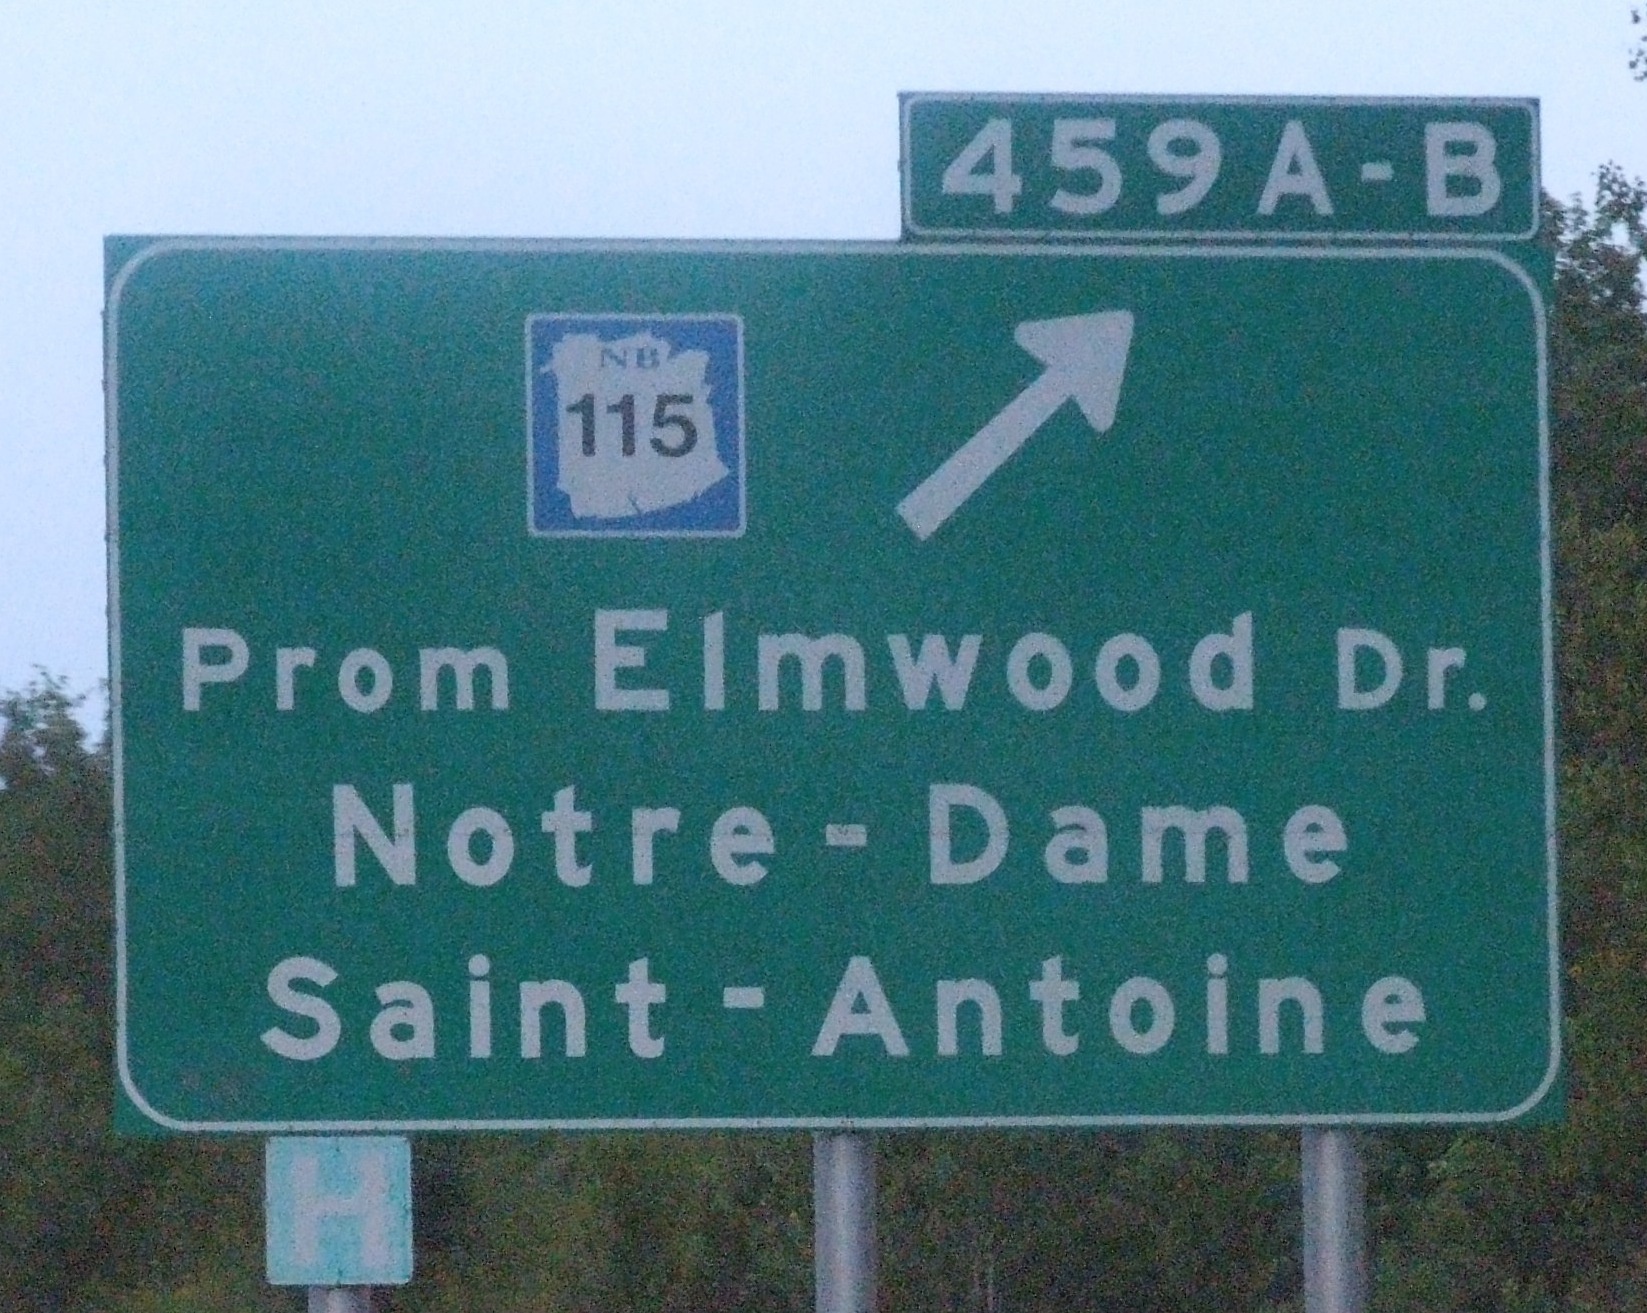 459A-B
NB
115
Prom Elmwood Dr.
Notre-Dame
Saint-Antoine
H